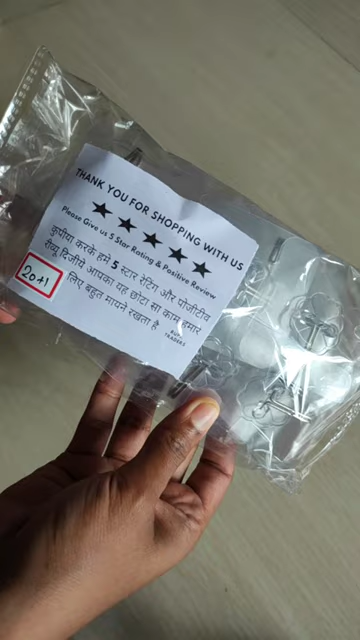 THANK YOU FOR SHOPPING WITH US
Please Give us 5 Star Rating & Positive Review
कृपीया करके हमे 5 स्टार रेटिंग और पोजीटीव
रीव्यू दिजीये आपका यह छोटा सा काम हमारे
लिए बहुत मायने रखता है
20+1
TRADERS